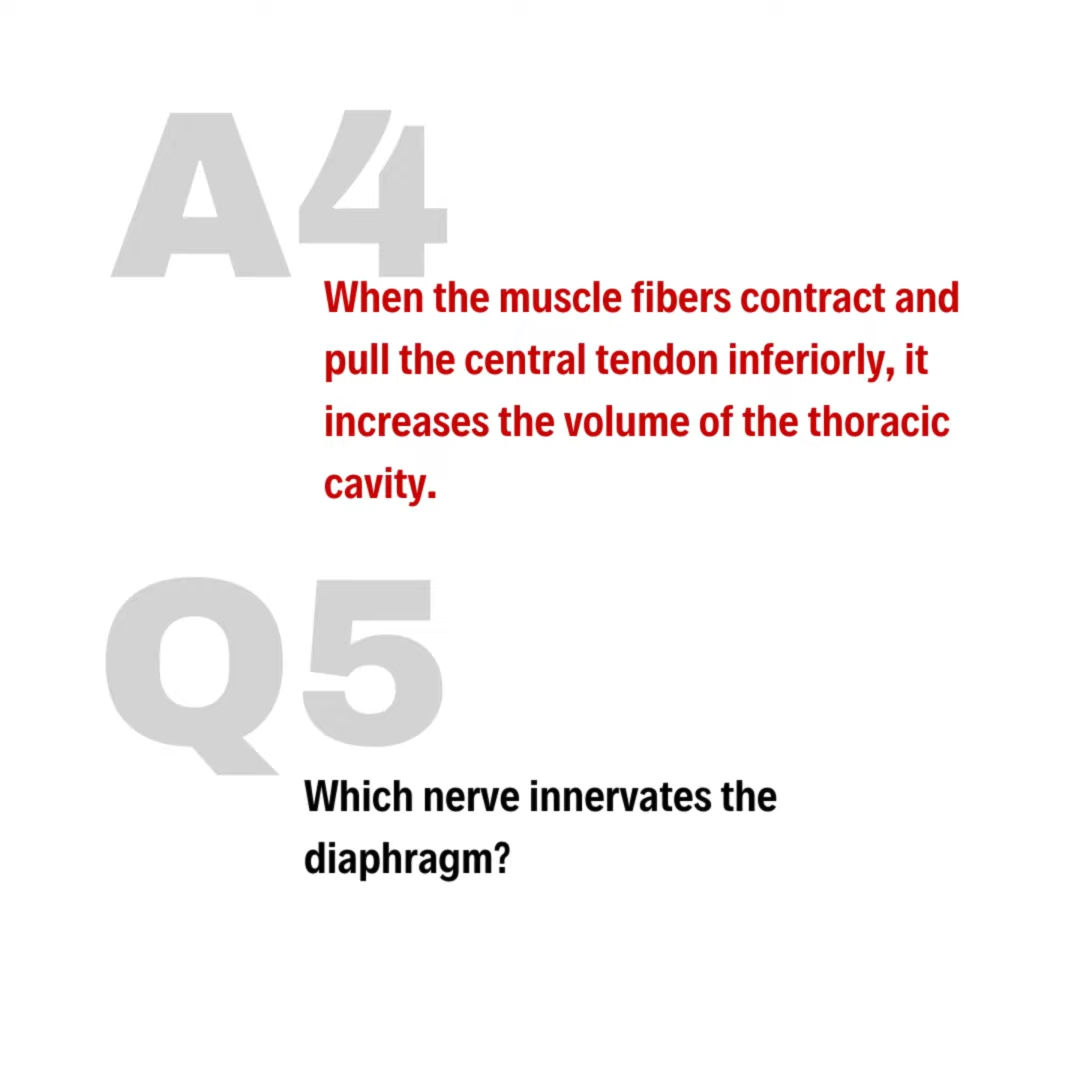 A4
When the muscle fibers contract and
pull the central tendon inferiorly, it
increases the volume of the thoracic
cavity.
Q5
Which nerve innervates the
diaphragm?